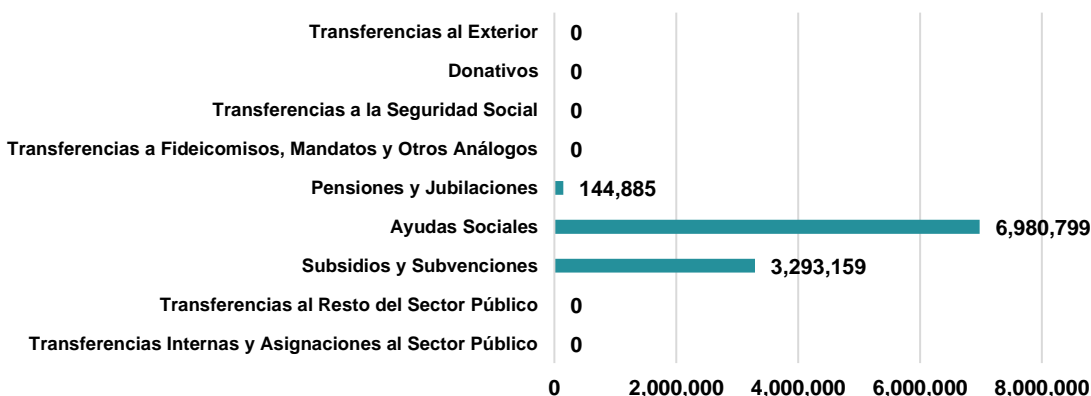 Transferencias al Exterior 0
Donativos 0
Transferencias a la Seguridad Social 0
Transferencias a Fideicomisos, Mandatos y Otros Análogos 0
Pensiones y Jubilaciones 144,885
Ayudas Sociales 6,980,799
Subsidios y Subvenciones 3,293,159
Transferencias al Resto del Sector Público 0
Transferencias Internas y Asignaciones al Sector Público 0
0 2,000,000 4,000,000 6,000,000 8,000,000